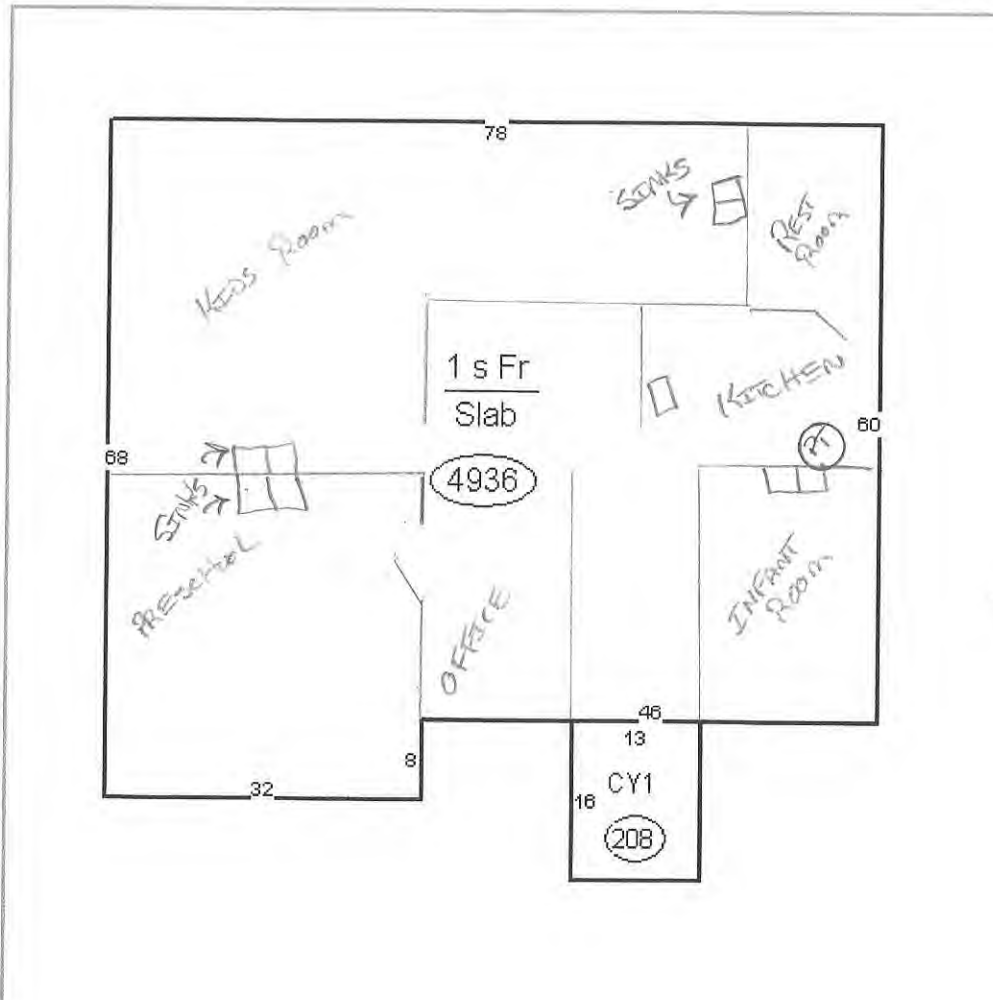 78
SINKS
REST
ROOM
KIDS ROOM
1 s Fr
Slab
KITCHEN
60
68
4936
SINKS
PRESCHOOL
INFANT
ROOM
OFFICE
46
13
8
32
CY1
16
208